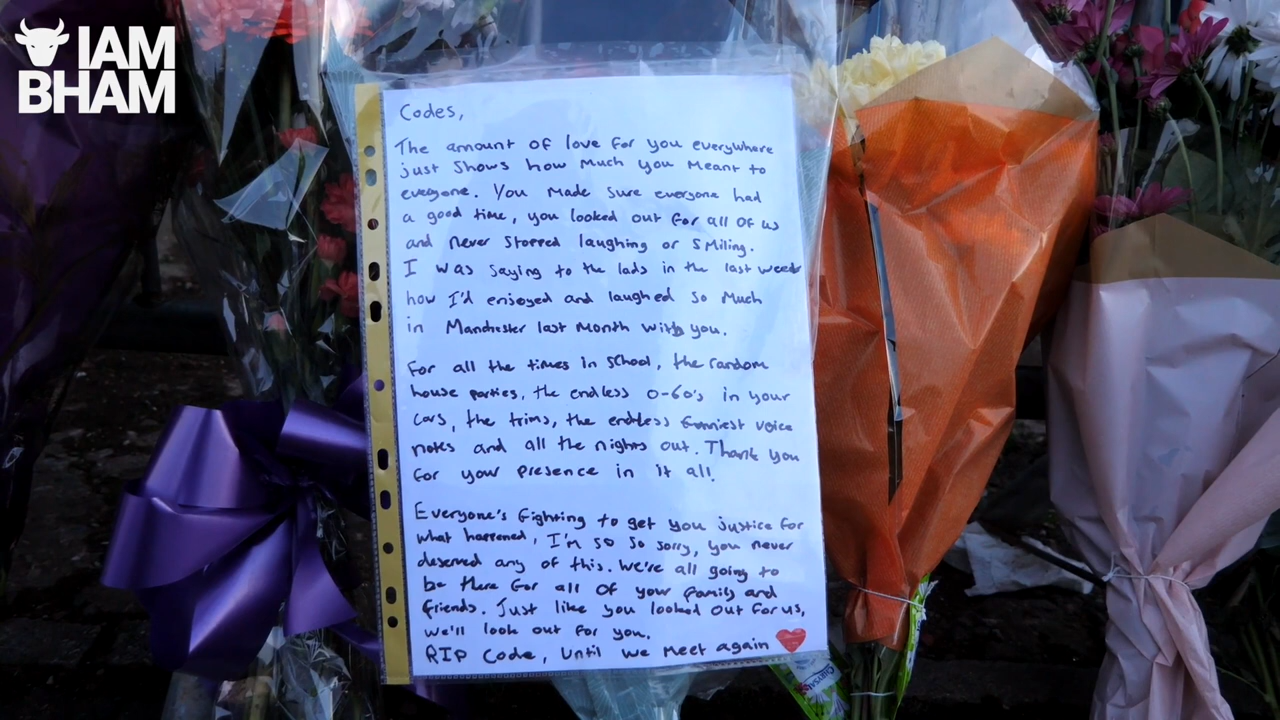 IAM
BHAM
Codes,
The amount of love for you everywhere
just shows how much you meant to
everyone. You made sure everyone had
a good time, you looked out for all of us
and never stopped laughing or smiling.
I was saying to the lads in the last week
how I'd enjoyed and laughed so much
in Manchester last month with you.
For all the times in school, the random
house parties, the endless 0-60's in your
cars, the trims, the endless funniest voice
notes and all the nights out. Thank you
for your presence in it all!
Everyone's fighting to get you justice for
what happened, I'm so so sorry, you never
deserved any of this. We're all going to
be there for all of your family and
friends. Just like you looked out for us,
we'll look out for you.
RIP Code, until we meet again